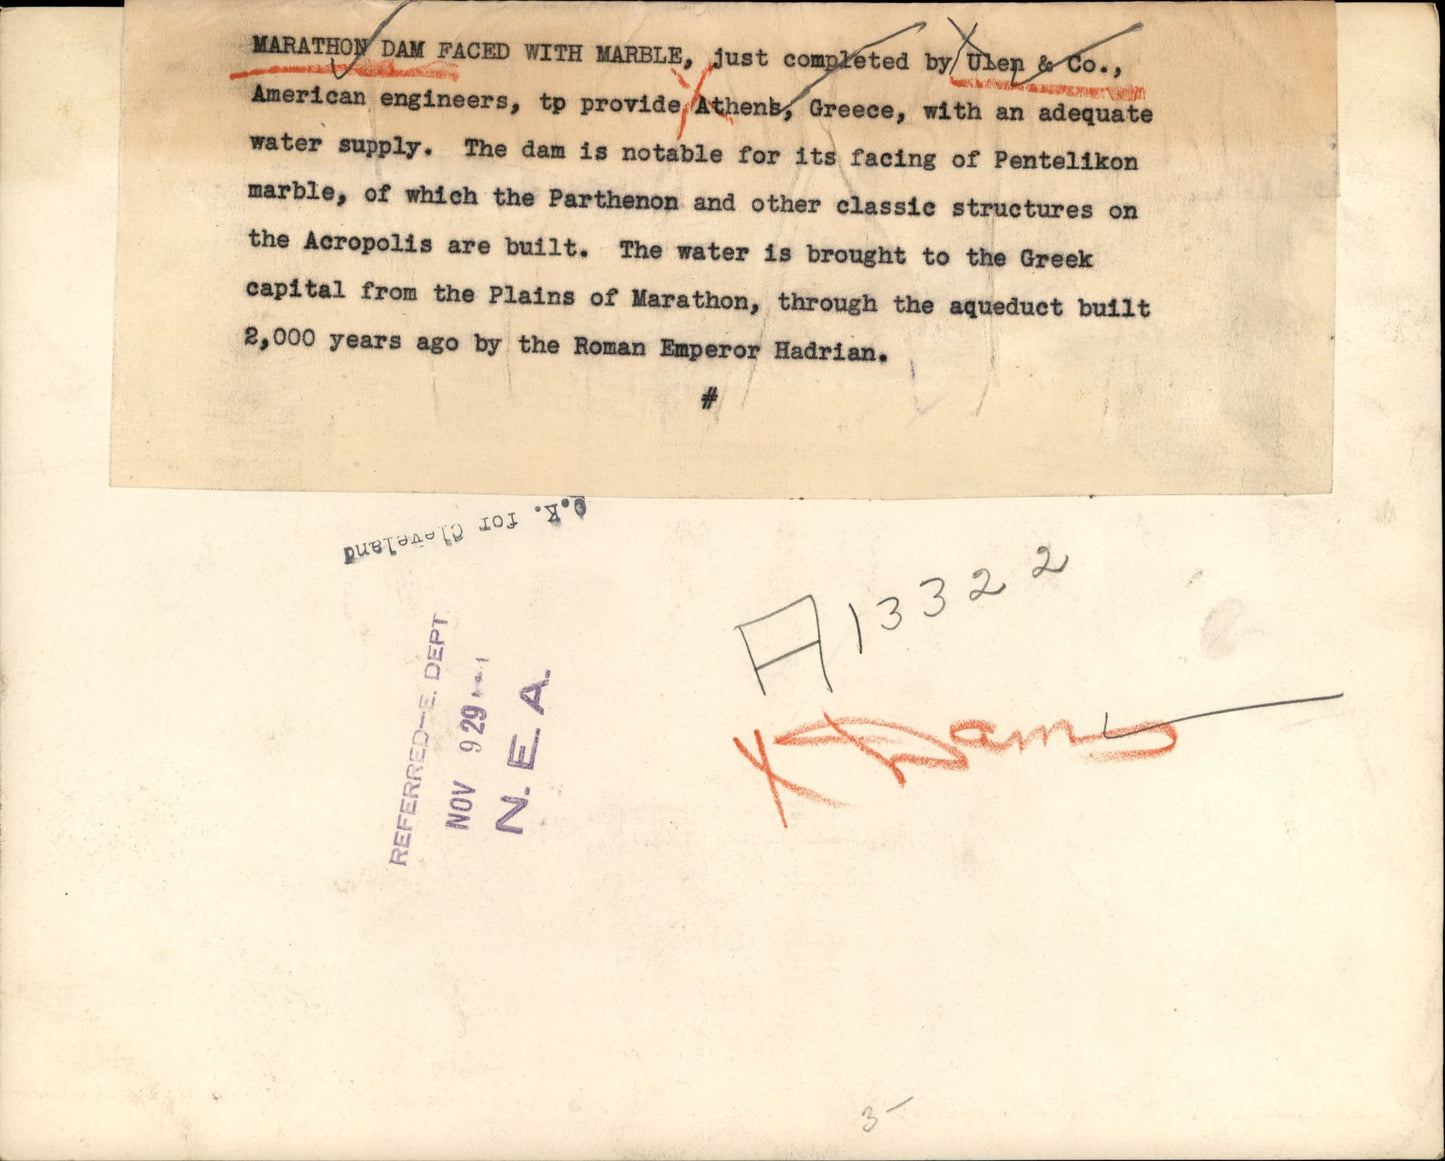 MARATHON DAM FACED WITH MARBLE, just completed by Ulen & Co.,
American engineers, tp provide Athens, Greece, with an adequate
water supply. The dam is notable for its facing of Pentelikon
marble, of which the Parthenon and other classic structures on
the Acropolis are built. The water is brought to the Greek
capital from the Plains of Marathon, through the aqueduct built
2,000 years ago by the Roman Emperor Hadrian.
#
O.K. for Cleveland
REFERRED—E. DEPT
NOV 9 29
N. E. A.
A13322
X Dams
3-